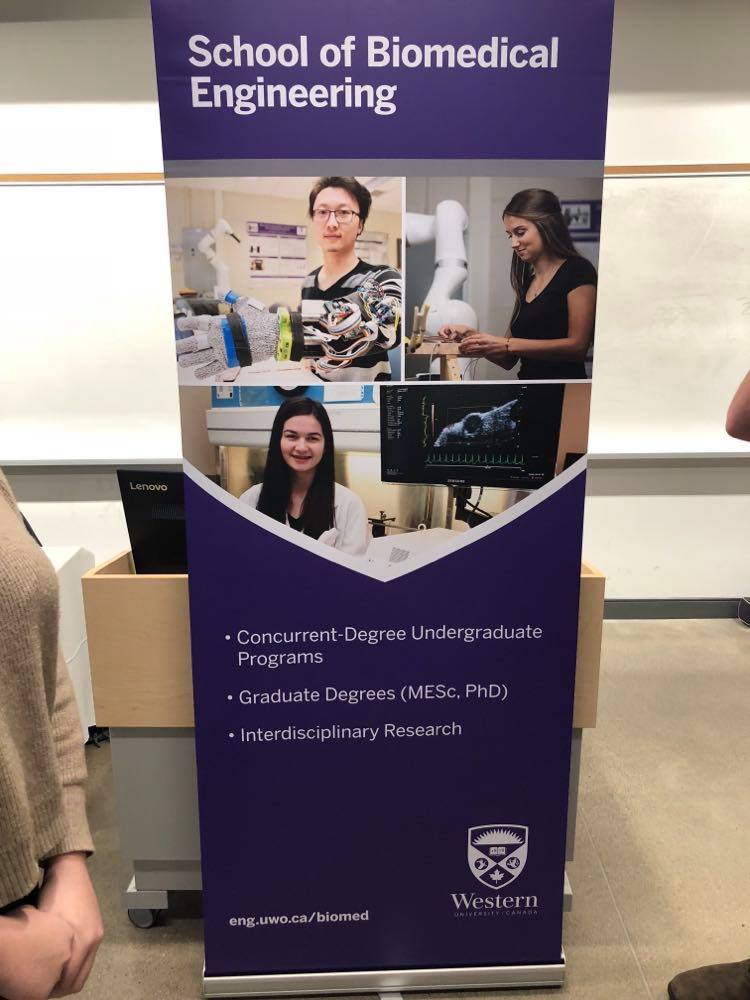 School of Biomedical
Engineering
Lenovo
SAMSUNG
• Concurrent-Degree Undergraduate
Programs
• Graduate Degrees (MESc, PhD)
• Interdisciplinary Research
Western
UNIVERSITY · CANADA
eng.uwo.ca/biomed